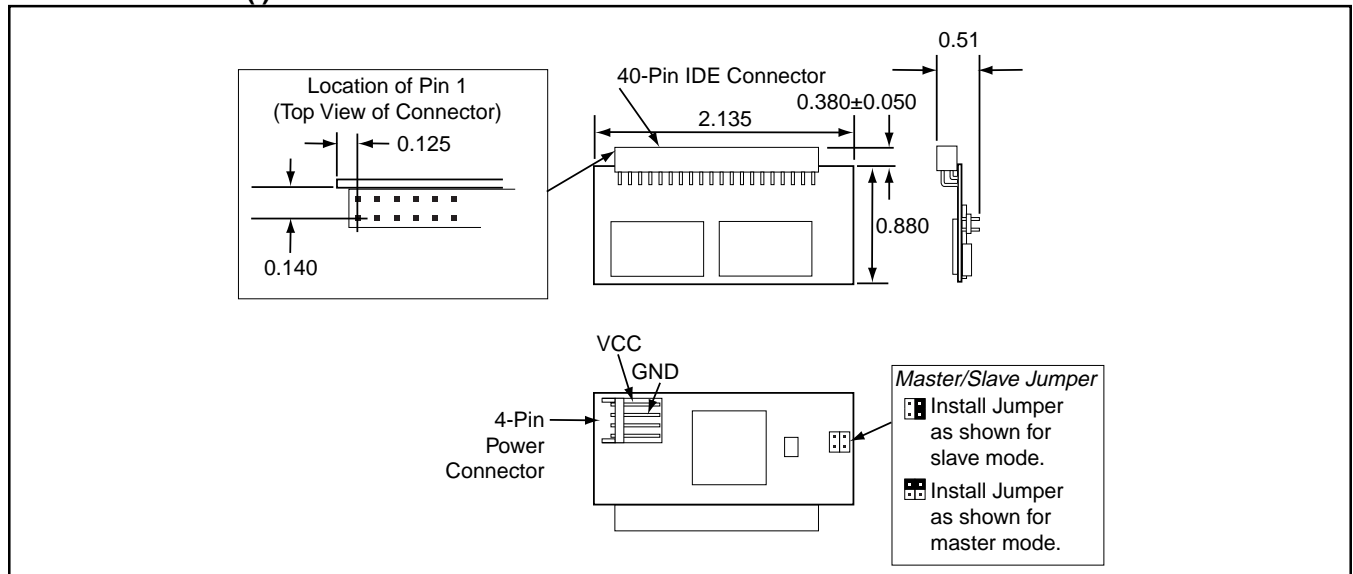 Location of Pin 1
(Top View of Connector)
0.125
0.140
40-Pin IDE Connector
2.135
0.380±0.050
0.51
0.880
VCC
GND
4-Pin
Power
Connector
Master/Slave Jumper
Install Jumper
as shown for
slave mode.
Install Jumper
as shown for
master mode.